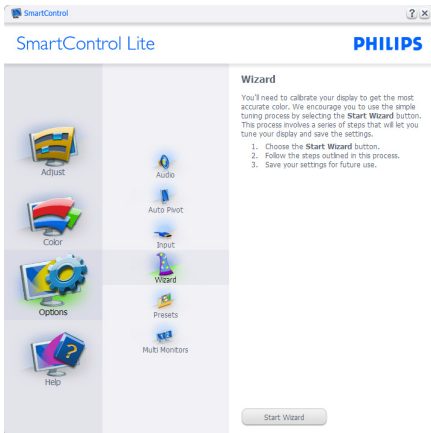 SmartControl
? ×
SmartControl Lite
PHILIPS
Adjust
Color
Options
Help
Audio
Auto Pivot
Input
Wizard
Presets
Multi Monitors
Wizard
You'll need to calibrate your display to get the most
accurate color. We encourage you to use the simple
tuning process by selecting the Start Wizard button.
This process involves a series of steps that will let you
tune your display and save the settings.
1. Choose the Start Wizard button.
2. Follow the steps outlined in this process.
3. Save your settings for future use.
Start Wizard